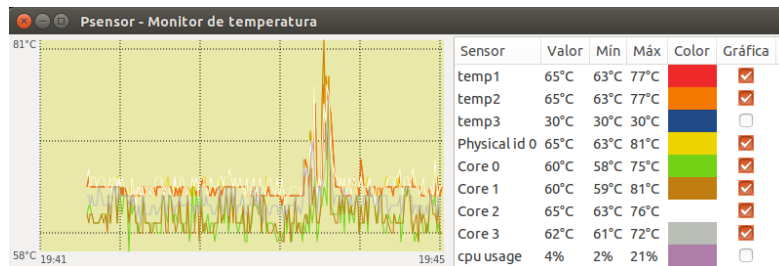 Psensor - Monitor de temperatura
81°C
58°C
19:41 19:45
Sensor Valor Mín Máx Color Gráfica
temp1 65°C 63°C 77°C
temp2 65°C 63°C 77°C
temp3 30°C 30°C 30°C
Physical id 0 65°C 63°C 81°C
Core 0 60°C 58°C 75°C
Core 1 60°C 59°C 81°C
Core 2 65°C 63°C 76°C
Core 3 62°C 61°C 72°C
cpu usage 4% 2% 21%